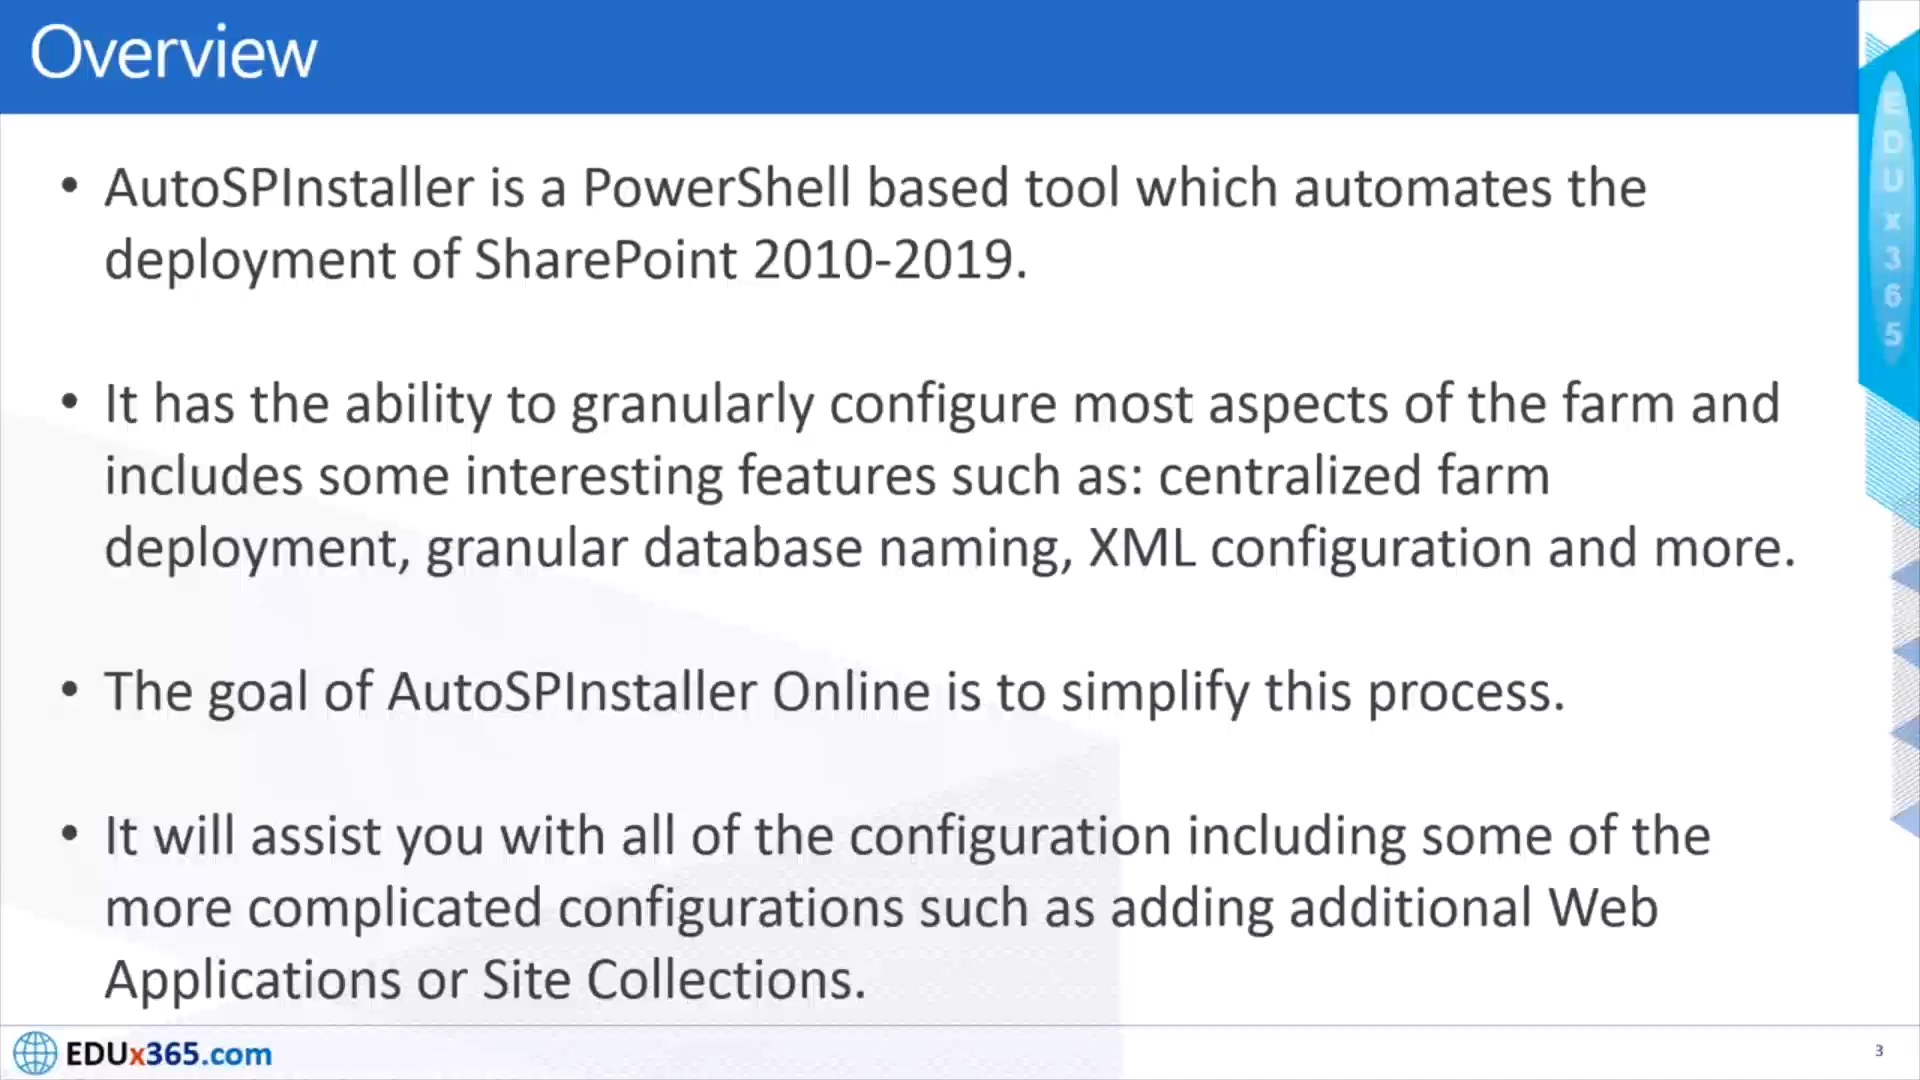 Overview
• AutoSPInstaller is a PowerShell based tool which automates the
deployment of SharePoint 2010-2019.
• It has the ability to granularly configure most aspects of the farm and
includes some interesting features such as: centralized farm
deployment, granular database naming, XML configuration and more.
• The goal of AutoSPInstaller Online is to simplify this process.
• It will assist you with all of the configuration including some of the
more complicated configurations such as adding additional Web
Applications or Site Collections.
EDUx365
EDUx365.com
3